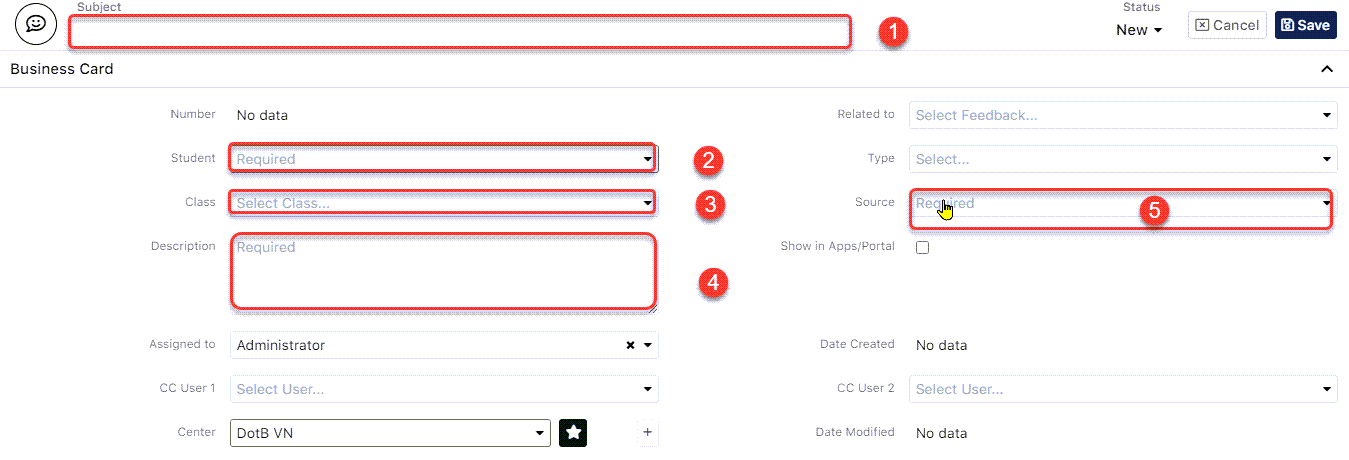 Subject
Status
1
New
Cancel
Save
Business Card
Number No data
Related to Select Feedback...
Student Required
2
Type Select...
Class Select Class...
3
Source Required
5
Description Required
4
Show in Apps/Portal
Assigned to Administrator
Date Created No data
CC User 1 Select User...
CC User 2 Select User...
Center DotB VN
Date Modified No data